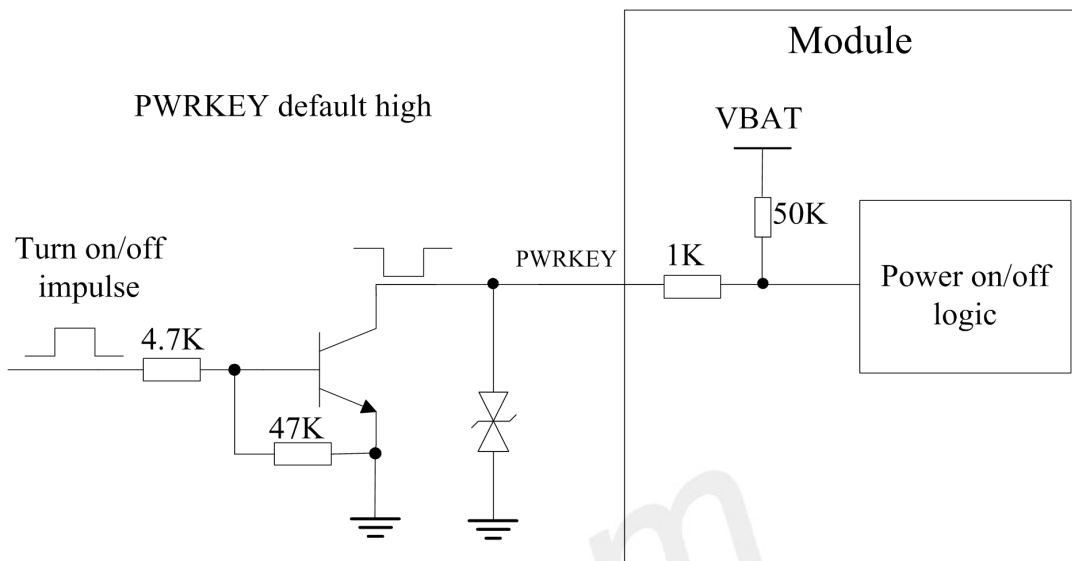 Module
PWRKEY default high
VBAT
50K
Turn on/off
impulse
PWRKEY
1K
Power on/off
logic
4.7K
47K
m